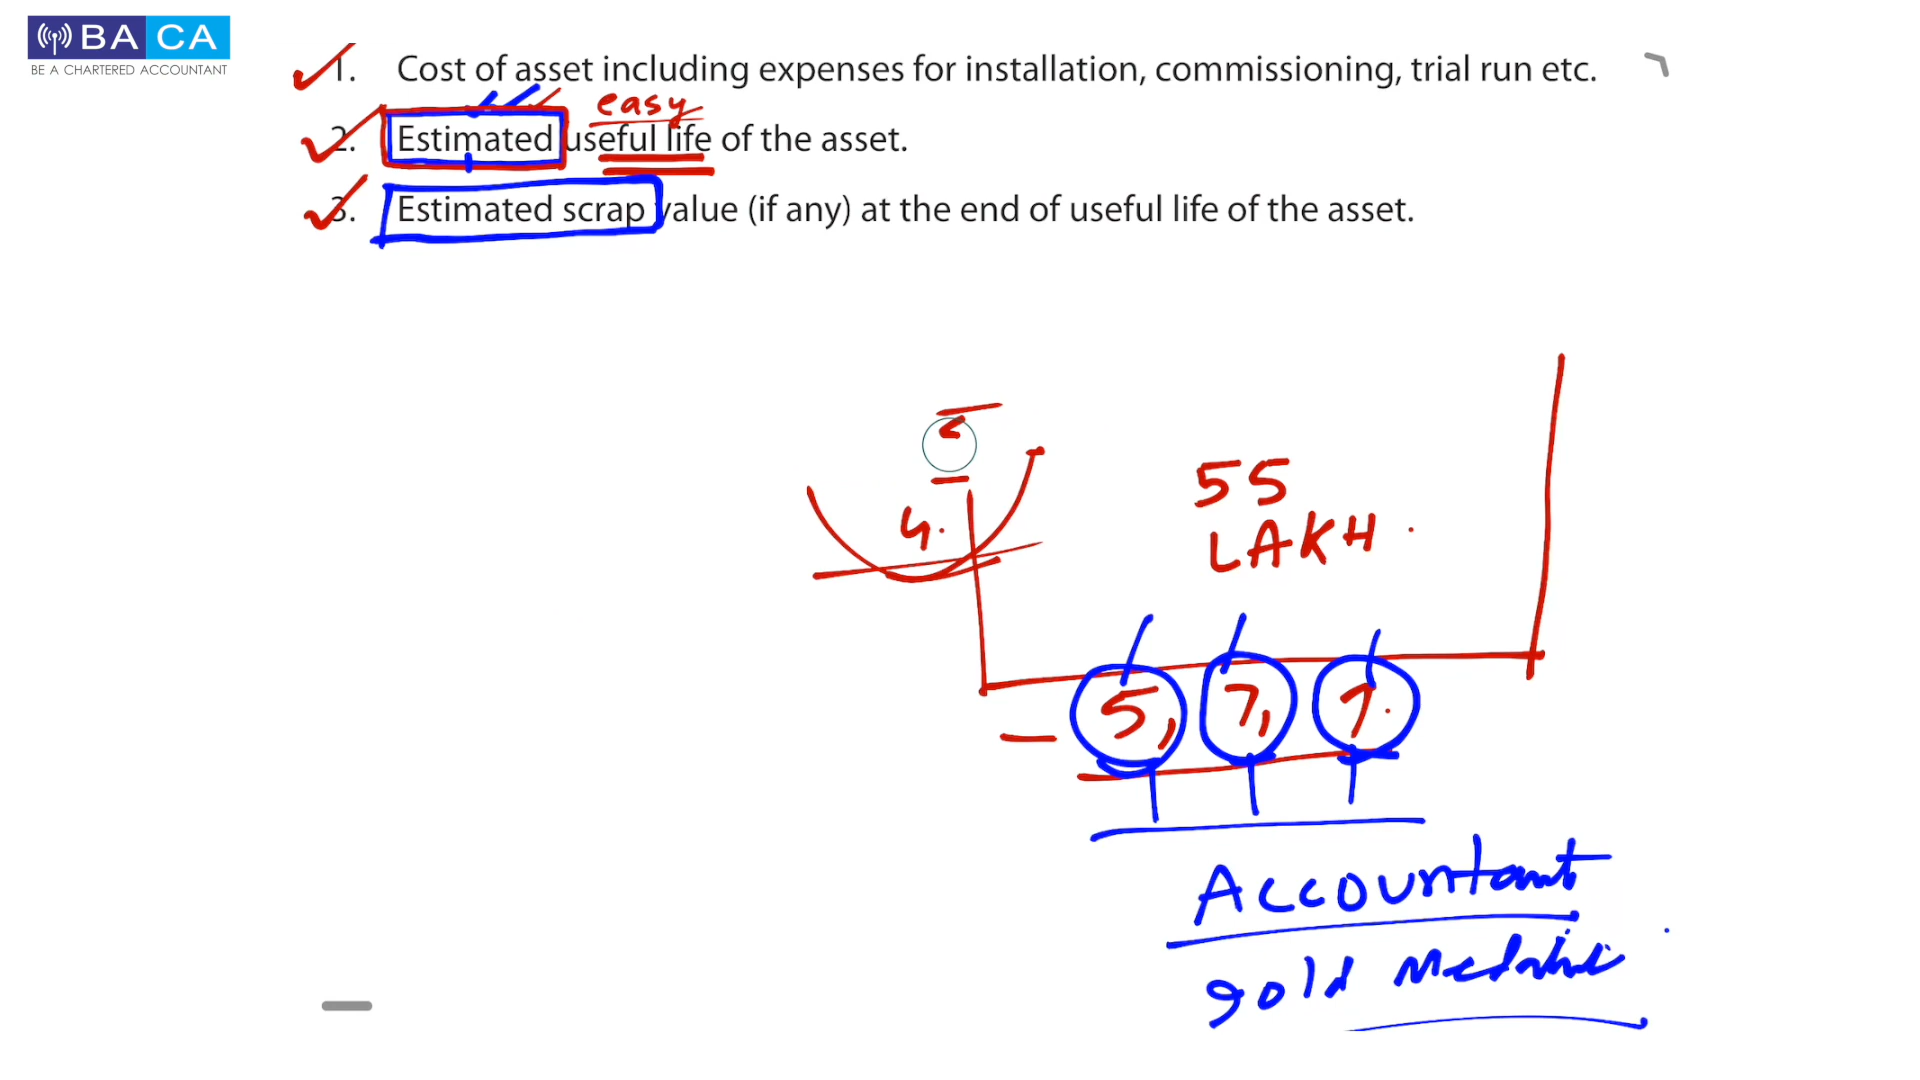 BA CA
BE A CHARTERED ACCOUNTANT
1. Cost of asset including expenses for installation, commissioning, trial run etc.
easy
2. Estimated useful life of the asset.
3. Estimated scrap value (if any) at the end of useful life of the asset.
4.
55
LAKH
5, 7,
Accountant
gold